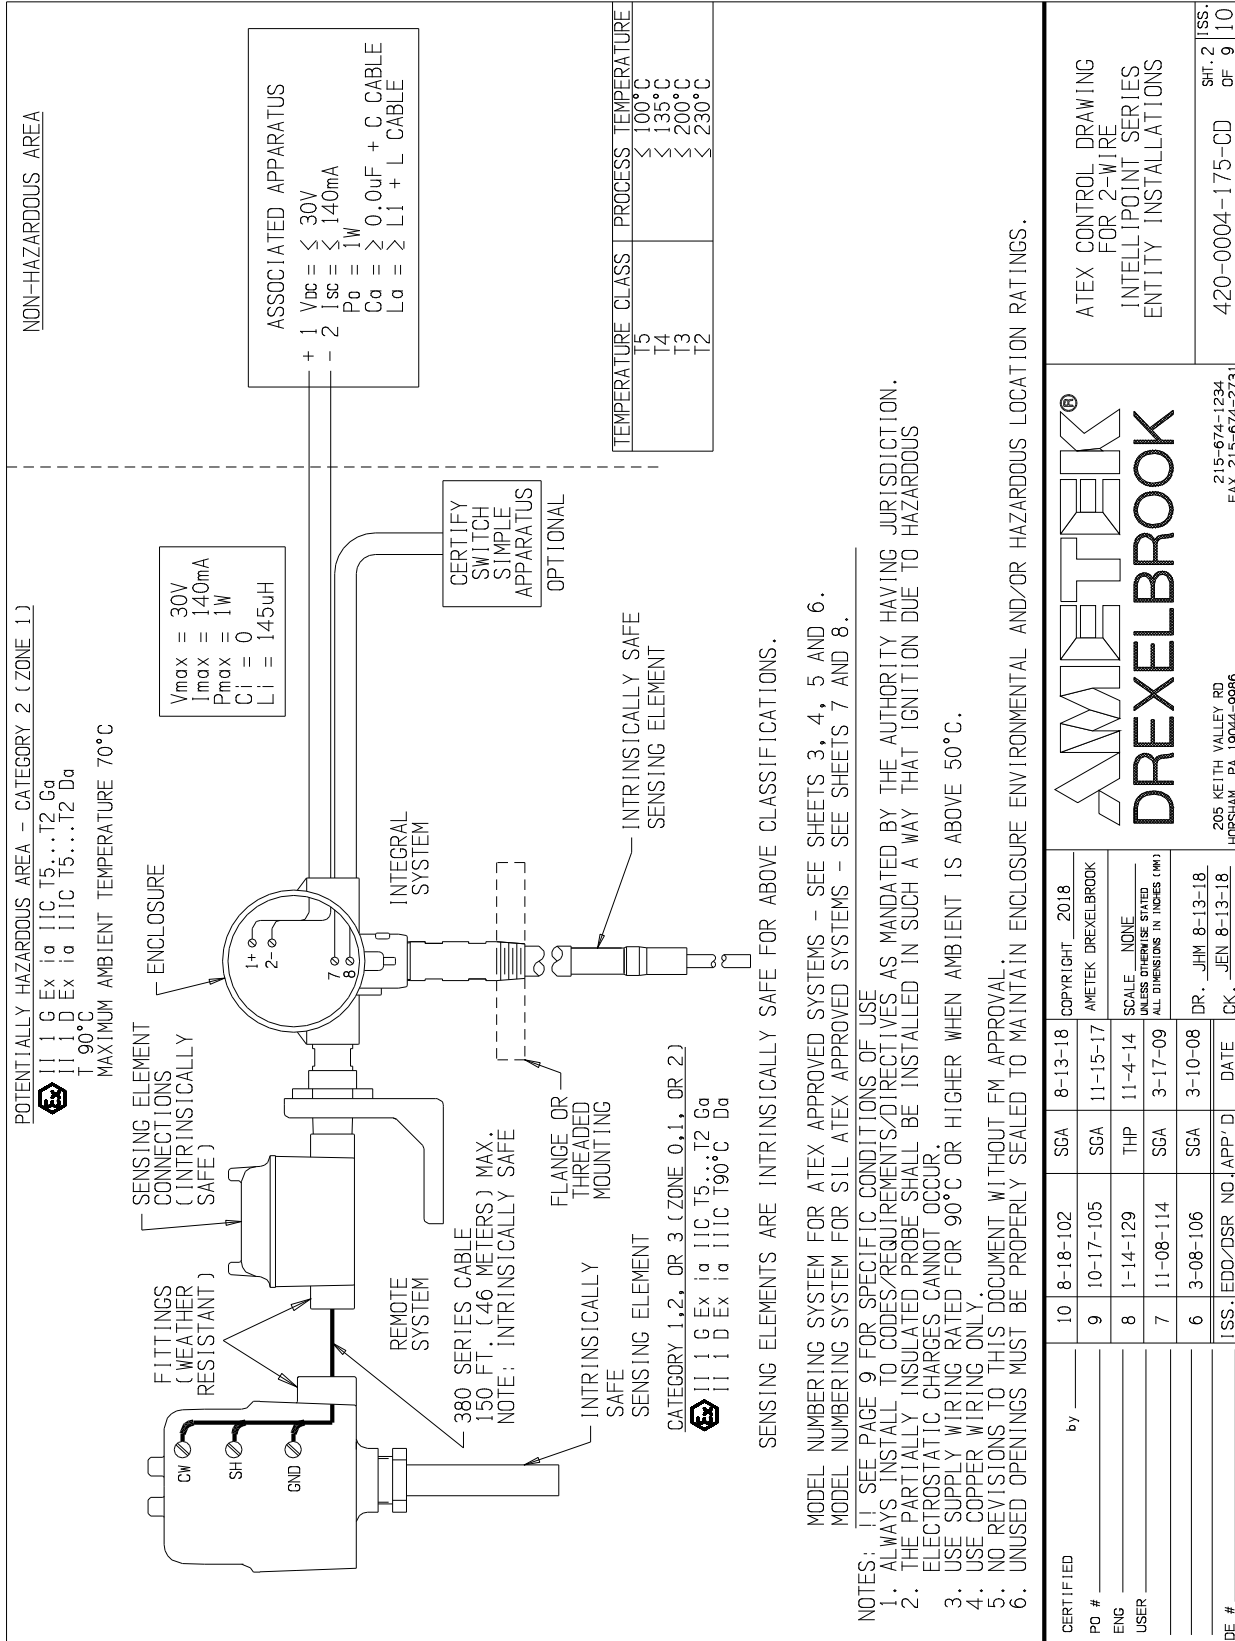 NON-HAZARDOUS AREA
POTENTIALLY HAZARDOUS AREA - CATEGORY 2 (ZONE 1)
II 1 G Ex ia IIC T5...T2 Ga
II 1 D Ex ia IIIC T5...T2 Da
T 90°C
MAXIMUM AMBIENT TEMPERATURE 70°C
ASSOCIATED APPARATUS
+ 1 VDC = ≤ 30V
- 2 ISC = ≤ 140mA
Po = 1W
Ca = ≥ 0.0uF + C CABLE
La = ≥ Li + L CABLE
Vmax = 30V
Imax = 140mA
Pmax = 1W
Ci = 0
Li = 145uH
TEMPERATURE CLASS PROCESS TEMPERATURE
T5 ≤ 100°C
T4 ≤ 135°C
T3 ≤ 200°C
T2 ≤ 230°C
CERTIFY
SWITCH
SIMPLE
APPARATUS
OPTIONAL
ENCLOSURE
1+
2-
7
8
INTEGRAL
SYSTEM
INTRINSICALLY SAFE
SENSING ELEMENT
SENSING ELEMENT
CONNECTIONS
(INTRINSICALLY
SAFE)
FITTINGS
(WEATHER
RESISTANT)
CW
SH
GND
REMOTE
SYSTEM
380 SERIES CABLE
150 FT. (46 METERS) MAX.
NOTE: INTRINSICALLY SAFE
FLANGE OR
THREADED
MOUNTING
INTRINSICALLY
SAFE
SENSING ELEMENT
CATEGORY 1,2, OR 3 (ZONE 0,1, OR 2)
II 1 G Ex ia IIC T5...T2 Ga
II 1 D Ex ia IIIC T90°C Da
SENSING ELEMENTS ARE INTRINSICALLY SAFE FOR ABOVE CLASSIFICATIONS.
MODEL NUMBERING SYSTEM FOR ATEX APPROVED SYSTEMS - SEE SHEETS 3, 4, 5 AND 6.
MODEL NUMBERING SYSTEM FOR SIL ATEX APPROVED SYSTEMS - SEE SHEETS 7 AND 8.
NOTES: !! SEE PAGE 9 FOR SPECIFIC CONDITIONS OF USE
1. ALWAYS INSTALL TO CODES/REQUIREMENTS/DIRECTIVES AS MANDATED BY THE AUTHORITY HAVING JURISDICTION.
2. THE PARTIALLY INSULATED PROBE SHALL BE INSTALLED IN SUCH A WAY THAT IGNITION DUE TO HAZARDOUS
ELECTROSTATIC CHARGES CANNOT OCCUR.
3. USE SUPPLY WIRING RATED FOR 90°C OR HIGHER WHEN AMBIENT IS ABOVE 50°C.
4. USE COPPER WIRING ONLY.
5. NO REVISIONS TO THIS DOCUMENT WITHOUT FM APPROVAL.
6. UNUSED OPENINGS MUST BE PROPERLY SEALED TO MAINTAIN ENCLOSURE ENVIRONMENTAL AND/OR HAZARDOUS LOCATION RATINGS.
CERTIFIED by
PO #
ENG
USER
DE #
10 8-18-102 SGA 8-13-18
9 10-17-105 SGA 11-15-17
8 1-14-129 THP 11-4-14
7 11-08-114 SGA 3-17-09
6 3-08-106 SGA 3-10-08
ISS. EDO/DSR NO. APP'D DATE
COPYRIGHT 2018
AMETEK DREXELBROOK
SCALE NONE
UNLESS OTHERWISE STATED
ALL DIMENSIONS IN INCHES (MM)
DR. JHM 8-13-18
CK. JEN 8-13-18
AMETEK®
DREXELBROOK
205 KEITH VALLEY RD
HORSHAM, PA 19044-9986
215-674-1234
FAX 215-674-2731
ATEX CONTROL DRAWING
FOR 2-WIRE
INTELLIPOINT SERIES
ENTITY INSTALLATIONS
420-0004-175-CD
SHT. 2
OF 9
ISS.
10